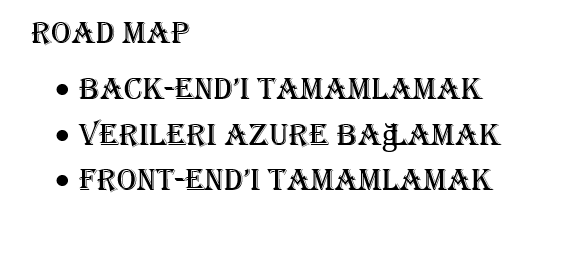 ROAD MAP
• BACK-END'I TAMAMLAMAK
• VERILERI AZURE BAğLAMAK
• FRONT-END'I TAMAMLAMAK